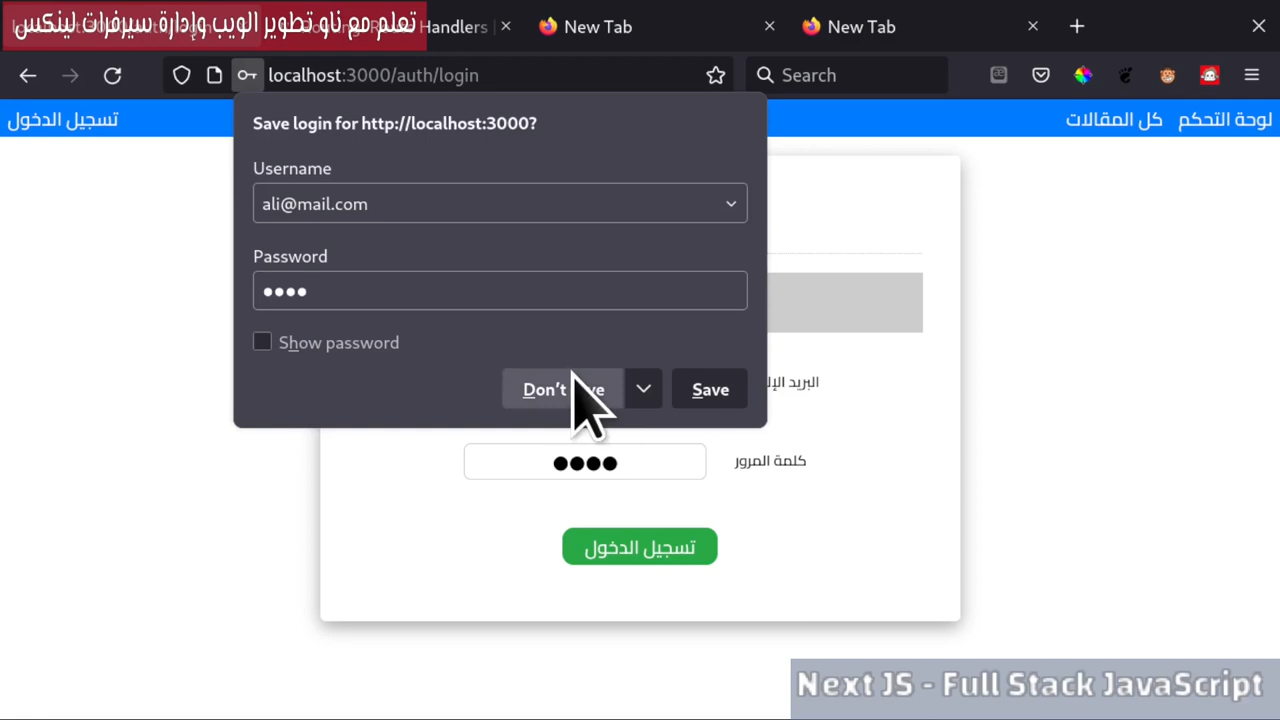 تعلم مع ناو تطوير الويب وإدارة سيرفرات لينكس
Handlers
New Tab
New Tab
localhost:3000/auth/login
Search
تسجيل الدخول
كل المقالات
لوحة التحكم
Save login for http://localhost:3000?
Username
ali@mail.com
Password
••••
Show password
Save
البريد
كلمة المرور
●●●●
تسجيل الدخول
Next JS - Full Stack JavaScript